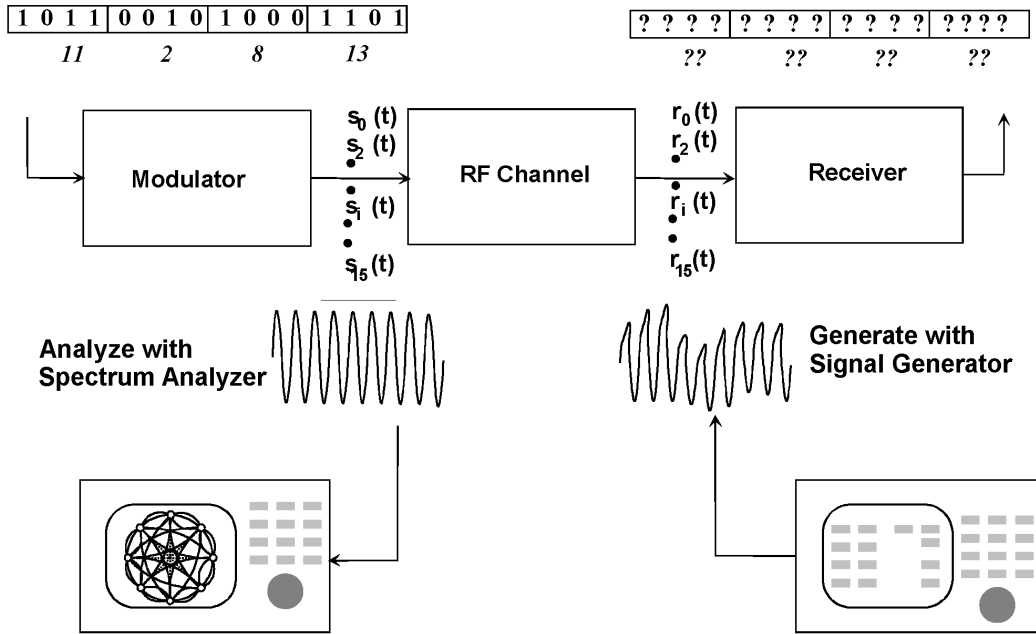 1 0 1 1 0 0 1 0 1 0 0 0 1 1 0 1
11 2 8 13
? ? ? ? ? ? ? ? ? ? ? ? ? ? ? ?
?? ?? ?? ??
Modulator
s0 (t)
s2 (t)
si (t)
s15 (t)
RF Channel
r0 (t)
r2 (t)
ri (t)
r15 (t)
Receiver
Analyze with
Spectrum Analyzer
Generate with
Signal Generator